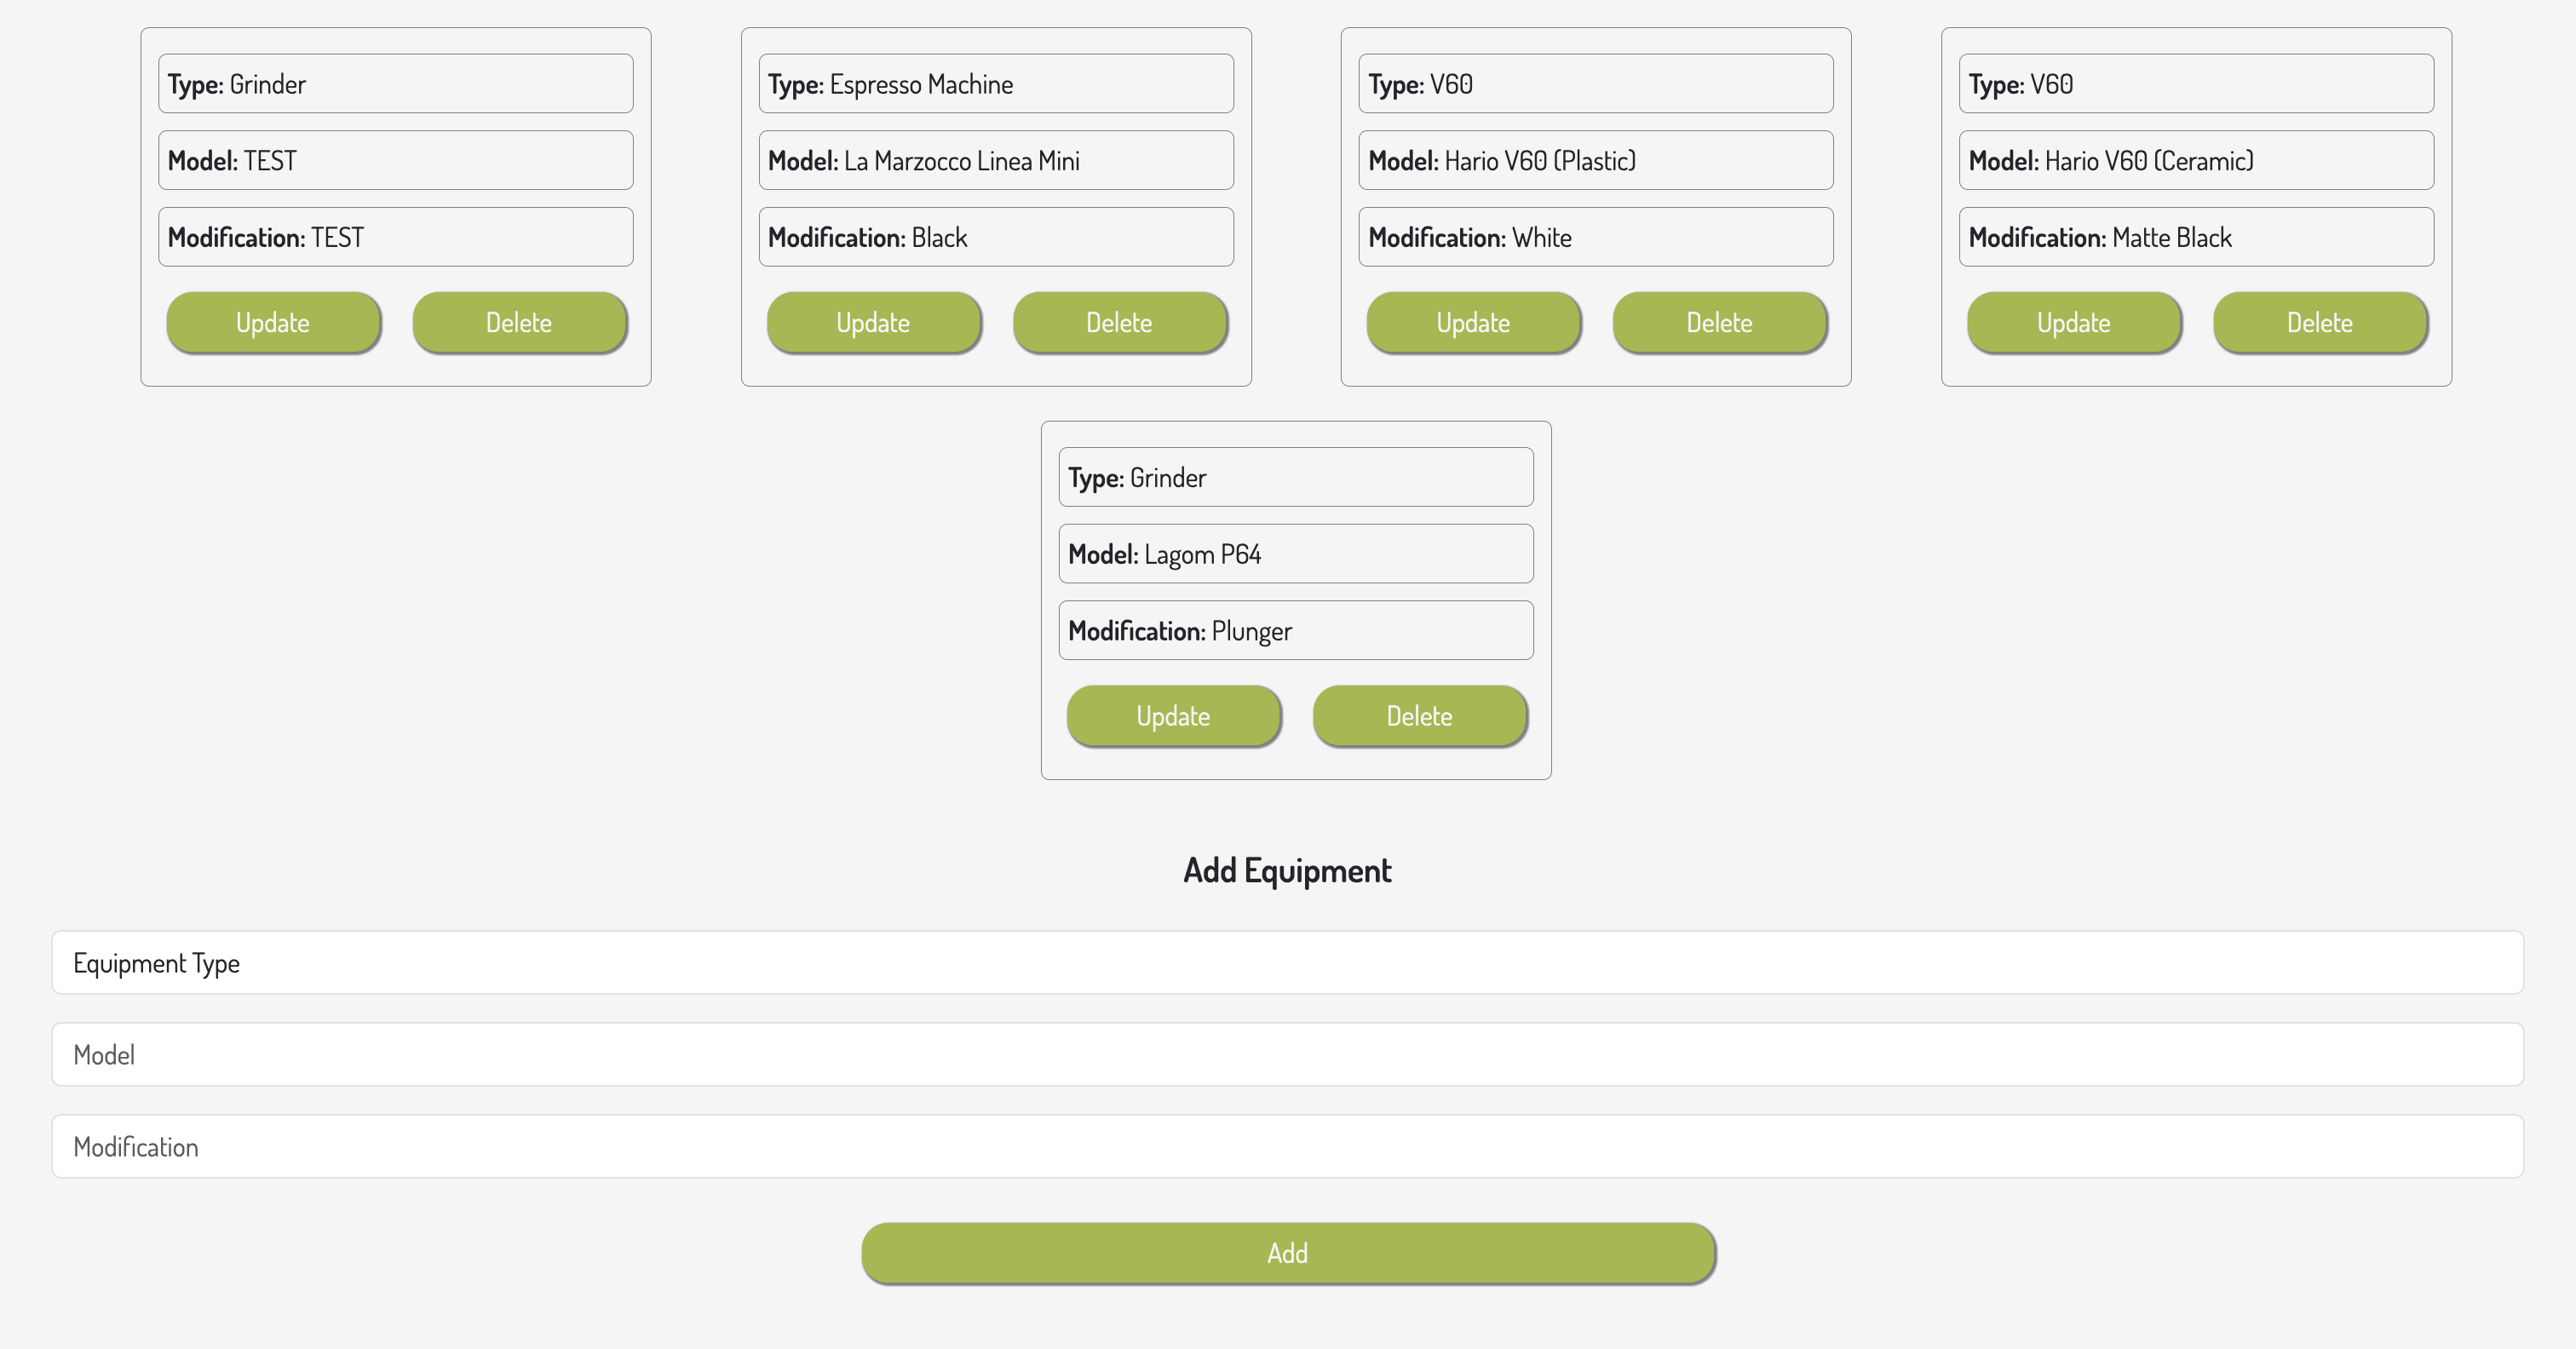 Type: Grinder
Model: TEST
Modification: TEST
Update Delete
Type: Espresso Machine
Model: La Marzocco Linea Mini
Modification: Black
Update Delete
Type: V60
Model: Hario V60 (Plastic)
Modification: White
Update Delete
Type: V60
Model: Hario V60 (Ceramic)
Modification: Matte Black
Update Delete
Type: Grinder
Model: Lagom P64
Modification: Plunger
Update Delete
Add Equipment
Equipment Type
Model
Modification
Add